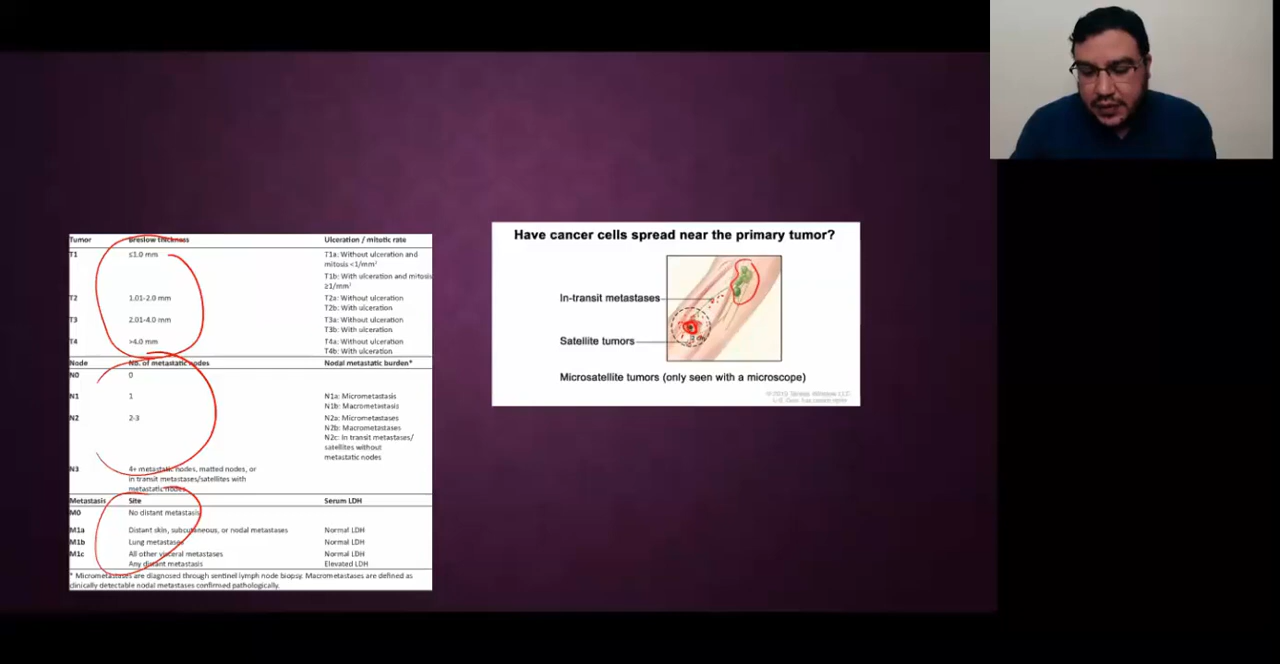 Tumor Breslow thickness Ulceration / mitotic rate
T1 ≤1.0 mm T1a: Without ulceration and
mitosis <1/mm²
T1b: With ulceration and mitosis
≥1/mm²
T2 1.01-2.0 mm T2a: Without ulceration
T2b: With ulceration
T3 2.01-4.0 mm T3a: Without ulceration
T3b: With ulceration
T4 >4.0 mm T4a: Without ulceration
T4b: With ulceration
Node No. of metastatic nodes Nodal metastatic burden*
N0 0
N1 1 N1a: Micrometastasis
N1b: Macrometastasis
N2 2-3 N2a: Micrometastases
N2b: Macrometastases
N2c: In transit metastases/
satellites without
metastatic nodes
N3 4+ metastatic nodes, matted nodes, or
in transit metastases/satellites with
metastatic nodes
Metastasis Site Serum LDH
M0 No distant metastasis
M1a Distant skin, subcutaneous, or nodal metastases Normal LDH
M1b Lung metastases Normal LDH
M1c All other visceral metastases Normal LDH
Any distant metastasis Elevated LDH
* Micrometastases are diagnosed through sentinel lymph node biopsy. Macrometastases are defined as
clinically detectable nodal metastases confirmed pathologically.
Have cancer cells spread near the primary tumor?
In-transit metastases
Satellite tumors
Microsatellite tumors (only seen with a microscope)